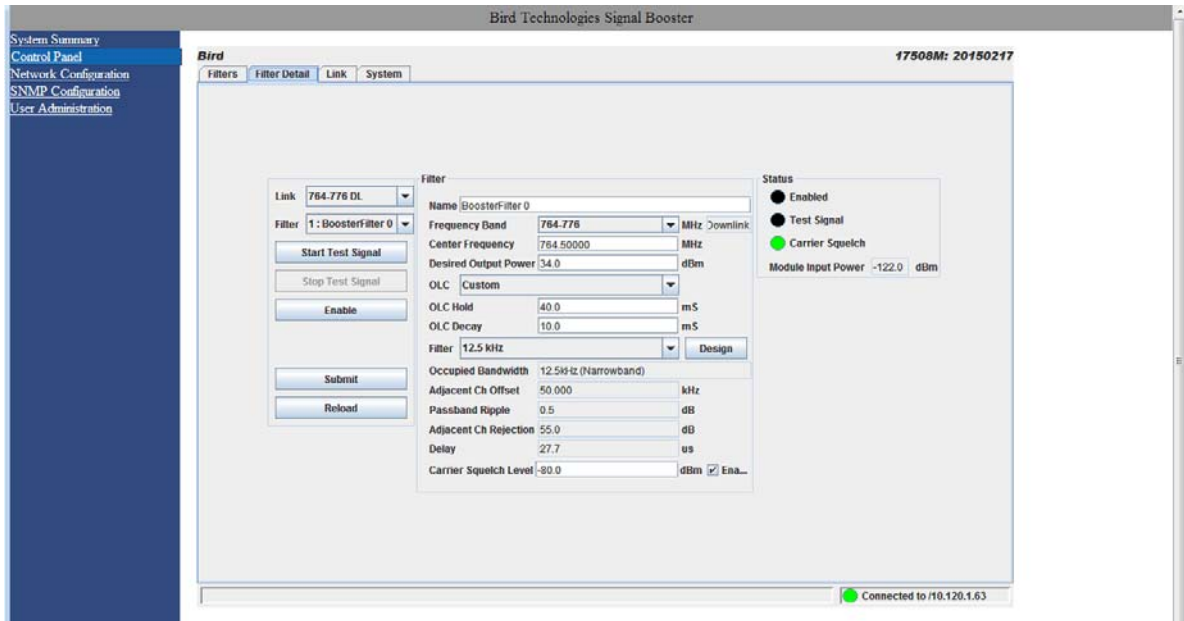 Bird Technologies Signal Booster
System Summary
Control Panel
Network Configuration
SNMP Configuration
User Administration
Bird 17508M: 20150217
Filters Filter Detail Link System
Link 764-776 DL
Filter 1 : BoosterFilter 0
Start Test Signal
Stop Test Signal
Enable
Submit
Reload
Filter
Name BoosterFilter 0
Frequency Band 764-776 MHz Downlink
Center Frequency 764.50000 MHz
Desired Output Power 34.0 dBm
OLC Custom
OLC Hold 40.0 mS
OLC Decay 10.0 mS
Filter 12.5 kHz Design
Occupied Bandwidth 12.5kHz (Narrowband)
Adjacent Ch Offset 50.000 kHz
Passband Ripple 0.5 dB
Adjacent Ch Rejection 55.0 dB
Delay 27.7 us
Carrier Squelch Level -80.0 dBm Ena...
Status
Enabled
Test Signal
Carrier Squelch
Module Input Power -122.0 dBm
Connected to /10.120.1.63